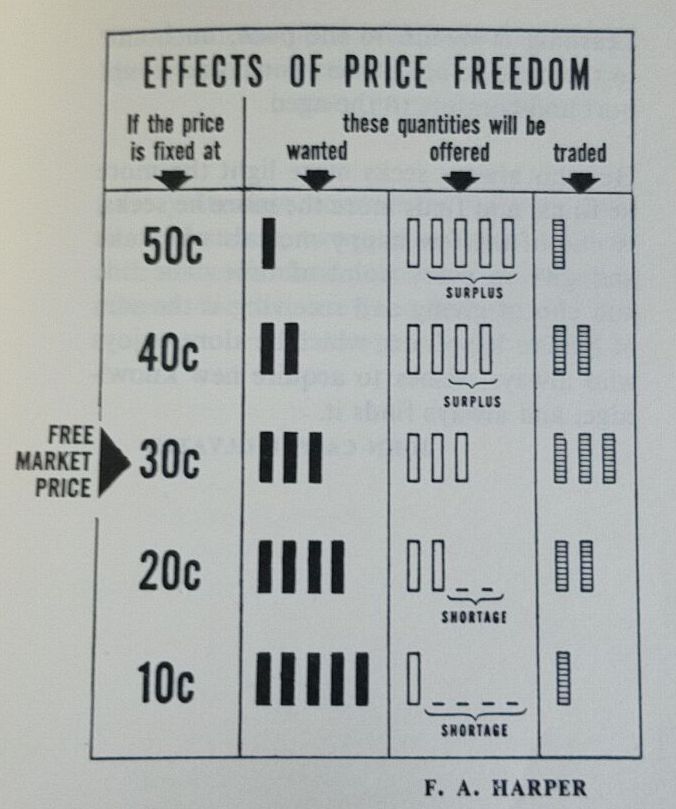 EFFECTS OF PRICE FREEDOM
If the price
is fixed at
these quantities will be
wanted
offered
traded
50c
SURPLUS
40c
SURPLUS
FREE
MARKET
PRICE
30c
20c
SHORTAGE
10c
SHORTAGE
F. A. HARPER